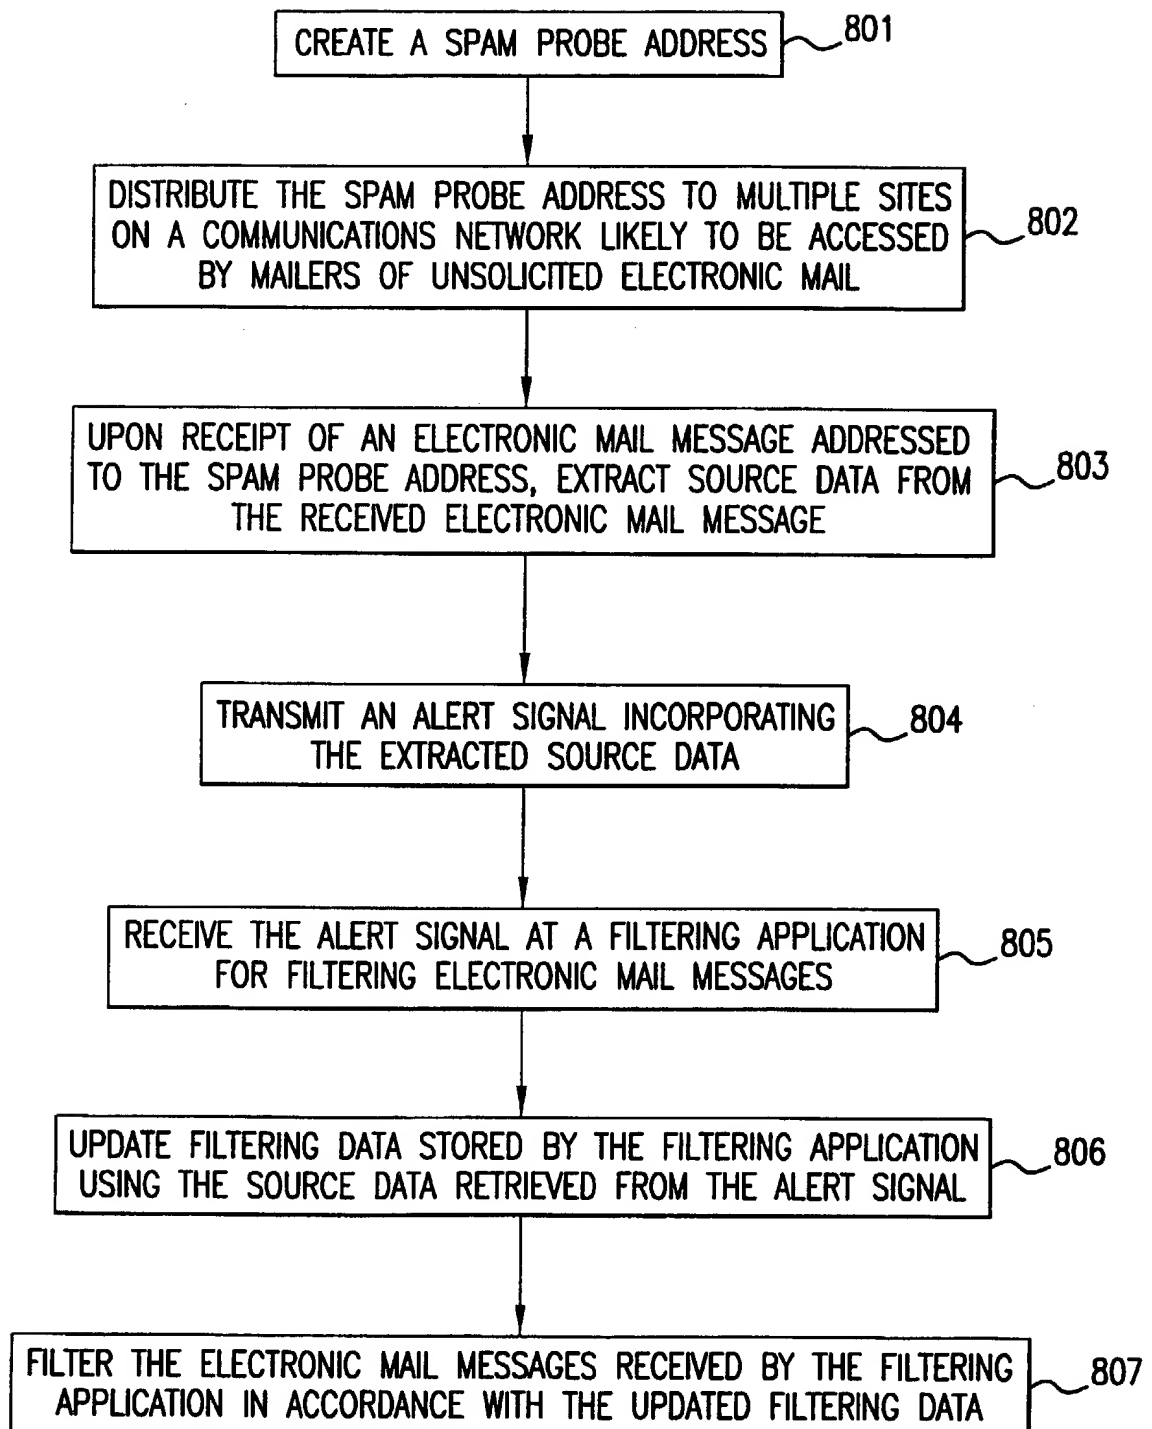 CREATE A SPAM PROBE ADDRESS
801
DISTRIBUTE THE SPAM PROBE ADDRESS TO MULTIPLE SITES
ON A COMMUNICATIONS NETWORK LIKELY TO BE ACCESSED
BY MAILERS OF UNSOLICITED ELECTRONIC MAIL
802
UPON RECEIPT OF AN ELECTRONIC MAIL MESSAGE ADDRESSED
TO THE SPAM PROBE ADDRESS, EXTRACT SOURCE DATA FROM
THE RECEIVED ELECTRONIC MAIL MESSAGE
803
TRANSMIT AN ALERT SIGNAL INCORPORATING
THE EXTRACTED SOURCE DATA
804
RECEIVE THE ALERT SIGNAL AT A FILTERING APPLICATION
FOR FILTERING ELECTRONIC MAIL MESSAGES
805
UPDATE FILTERING DATA STORED BY THE FILTERING APPLICATION
USING THE SOURCE DATA RETRIEVED FROM THE ALERT SIGNAL
806
FILTER THE ELECTRONIC MAIL MESSAGES RECEIVED BY THE FILTERING
APPLICATION IN ACCORDANCE WITH THE UPDATED FILTERING DATA
807